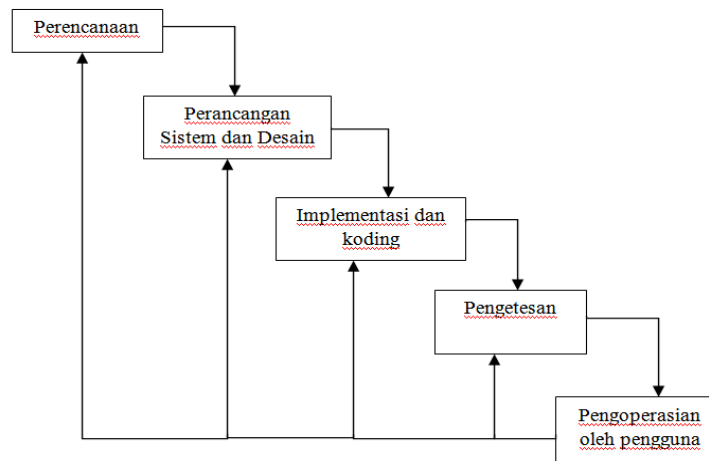 Perencanaan
Perancangan
Sistem dan Desain
Implementasi dan
koding
Pengetesan
Pengoperasian
oleh pengguna